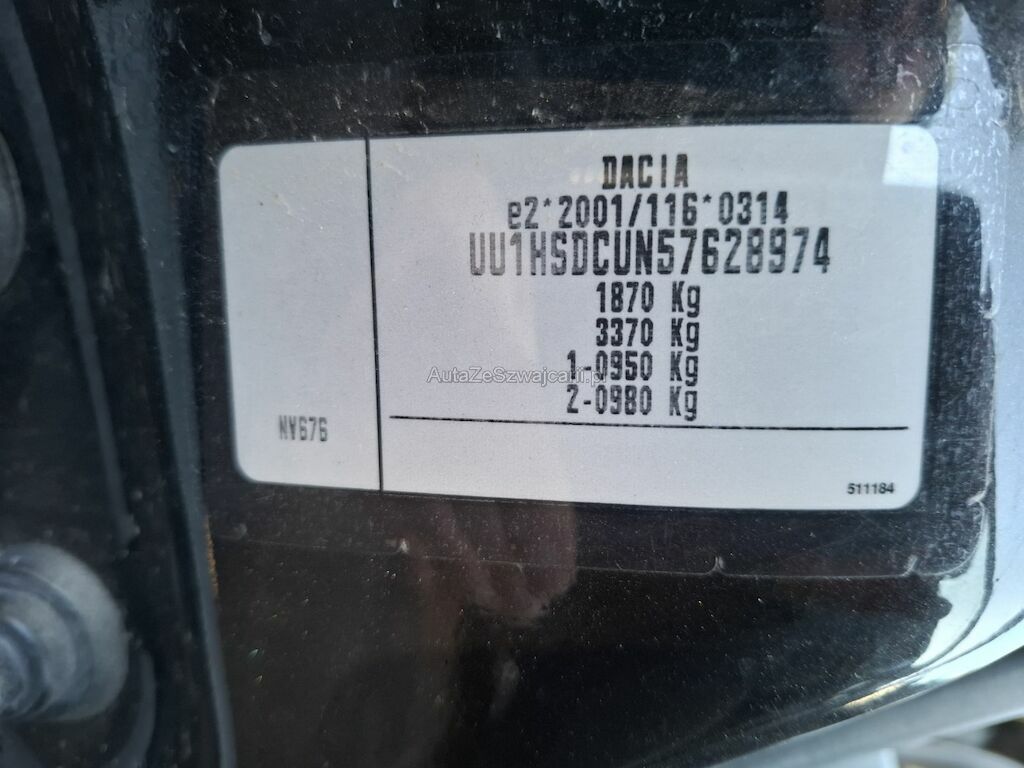 DACIA
e2*2001/116*0314
UU1HSDCUN57628974
1870 Kg
3370 Kg
1-0950 Kg
AutaZeSzwajcarii.pl
2-0980 Kg
NA676
511184